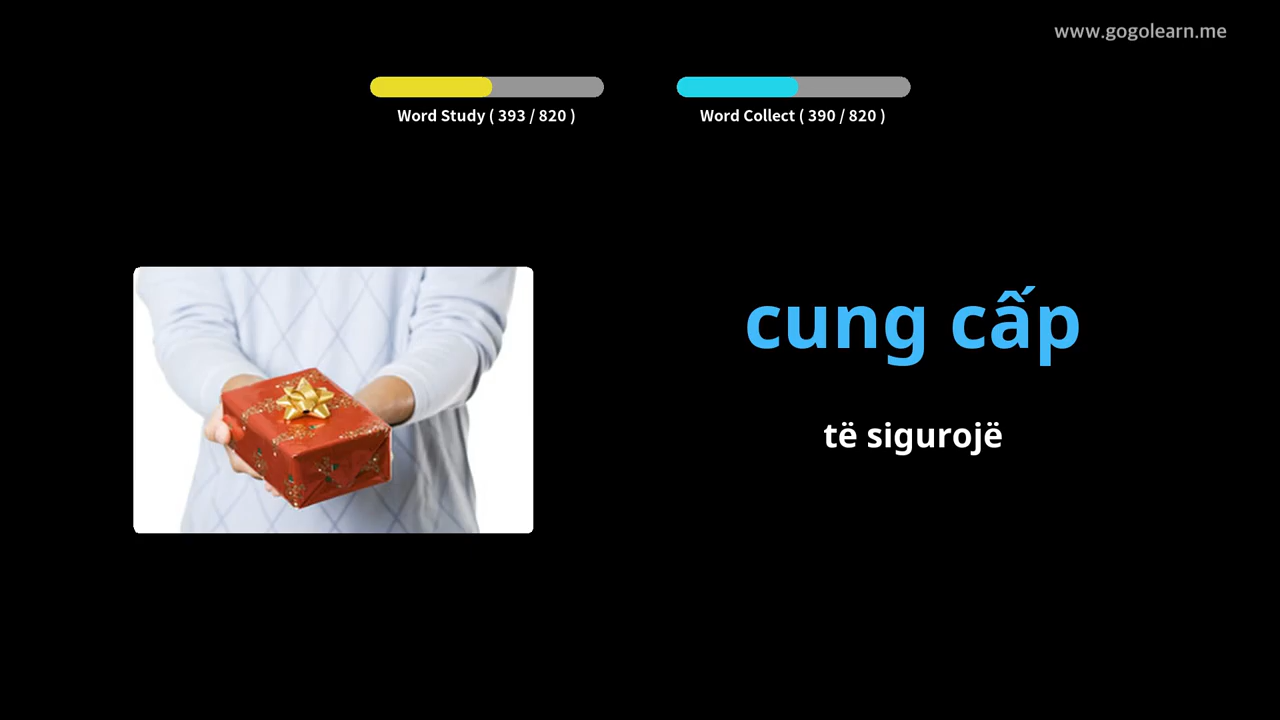 www.gogolearn.me
Word Study ( 393 / 820 )
Word Collect ( 390 / 820 )
cung cấp
të sigurojë